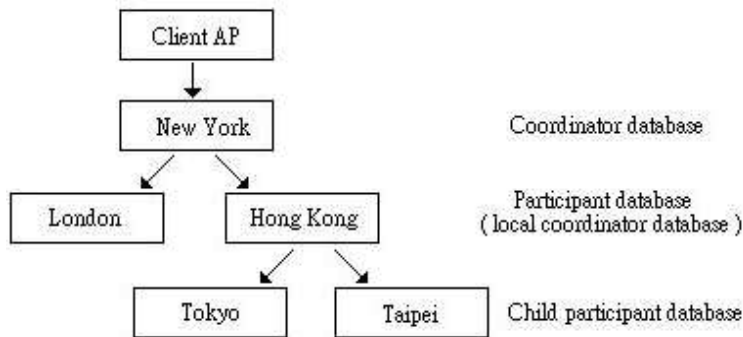 Client AP
New York
Coordinator database
London
Hong Kong
Participant database
( local coordinator database )
Tokyo
Taipei
Child participant database